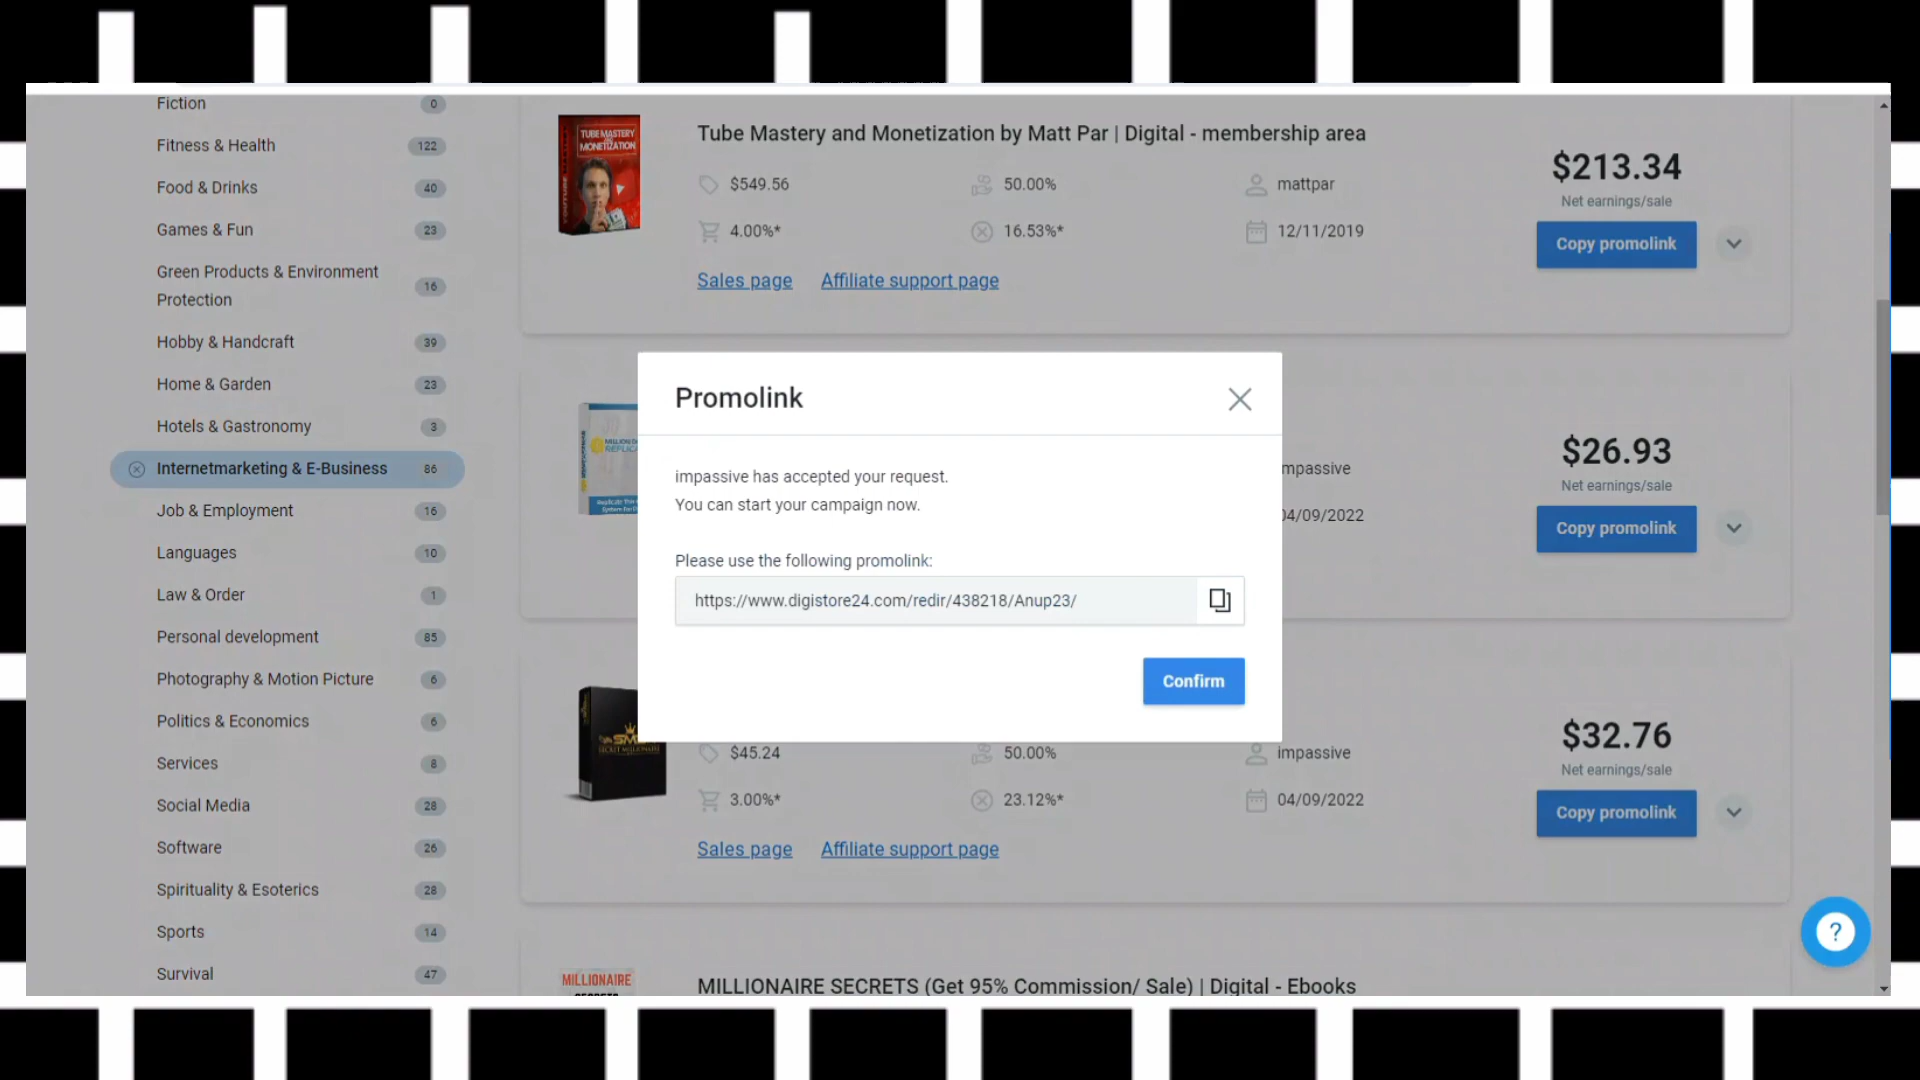 Fiction 0
Fitness & Health 122
Food & Drinks 40
Games & Fun 23
Green Products & Environment
Protection 16
Hobby & Handcraft 39
Home & Garden 23
Hotels & Gastronomy 3
Internetmarketing & E-Business 86
Job & Employment 16
Languages 10
Law & Order 1
Personal development 85
Photography & Motion Picture 6
Politics & Economics 6
Services 8
Social Media 28
Software 26
Spirituality & Esoterics 28
Sports 14
Survival 47
TUBE MASTERY
MONETIZATION
Tube Mastery and Monetization by Matt Par | Digital - membership area
$549.56 50.00% mattpar
4.00%* 16.53%* 12/11/2019
Sales page Affiliate support page
$213.34
Net earnings/sale
Copy promolink
Promolink
impassive has accepted your request.
You can start your campaign now.
Please use the following promolink:
https://www.digistore24.com/redir/438218/Anup23/
Confirm
mpassive
04/09/2022
$26.93
Net earnings/sale
Copy promolink
SECRET MILLIONAIRE
$45.24 50.00% impassive
3.00%* 23.12%* 04/09/2022
Sales page Affiliate support page
$32.76
Net earnings/sale
Copy promolink
?
MILLIONAIRE
MILLIONAIRE SECRETS (Get 95% Commission/ Sale) | Digital - Ebooks